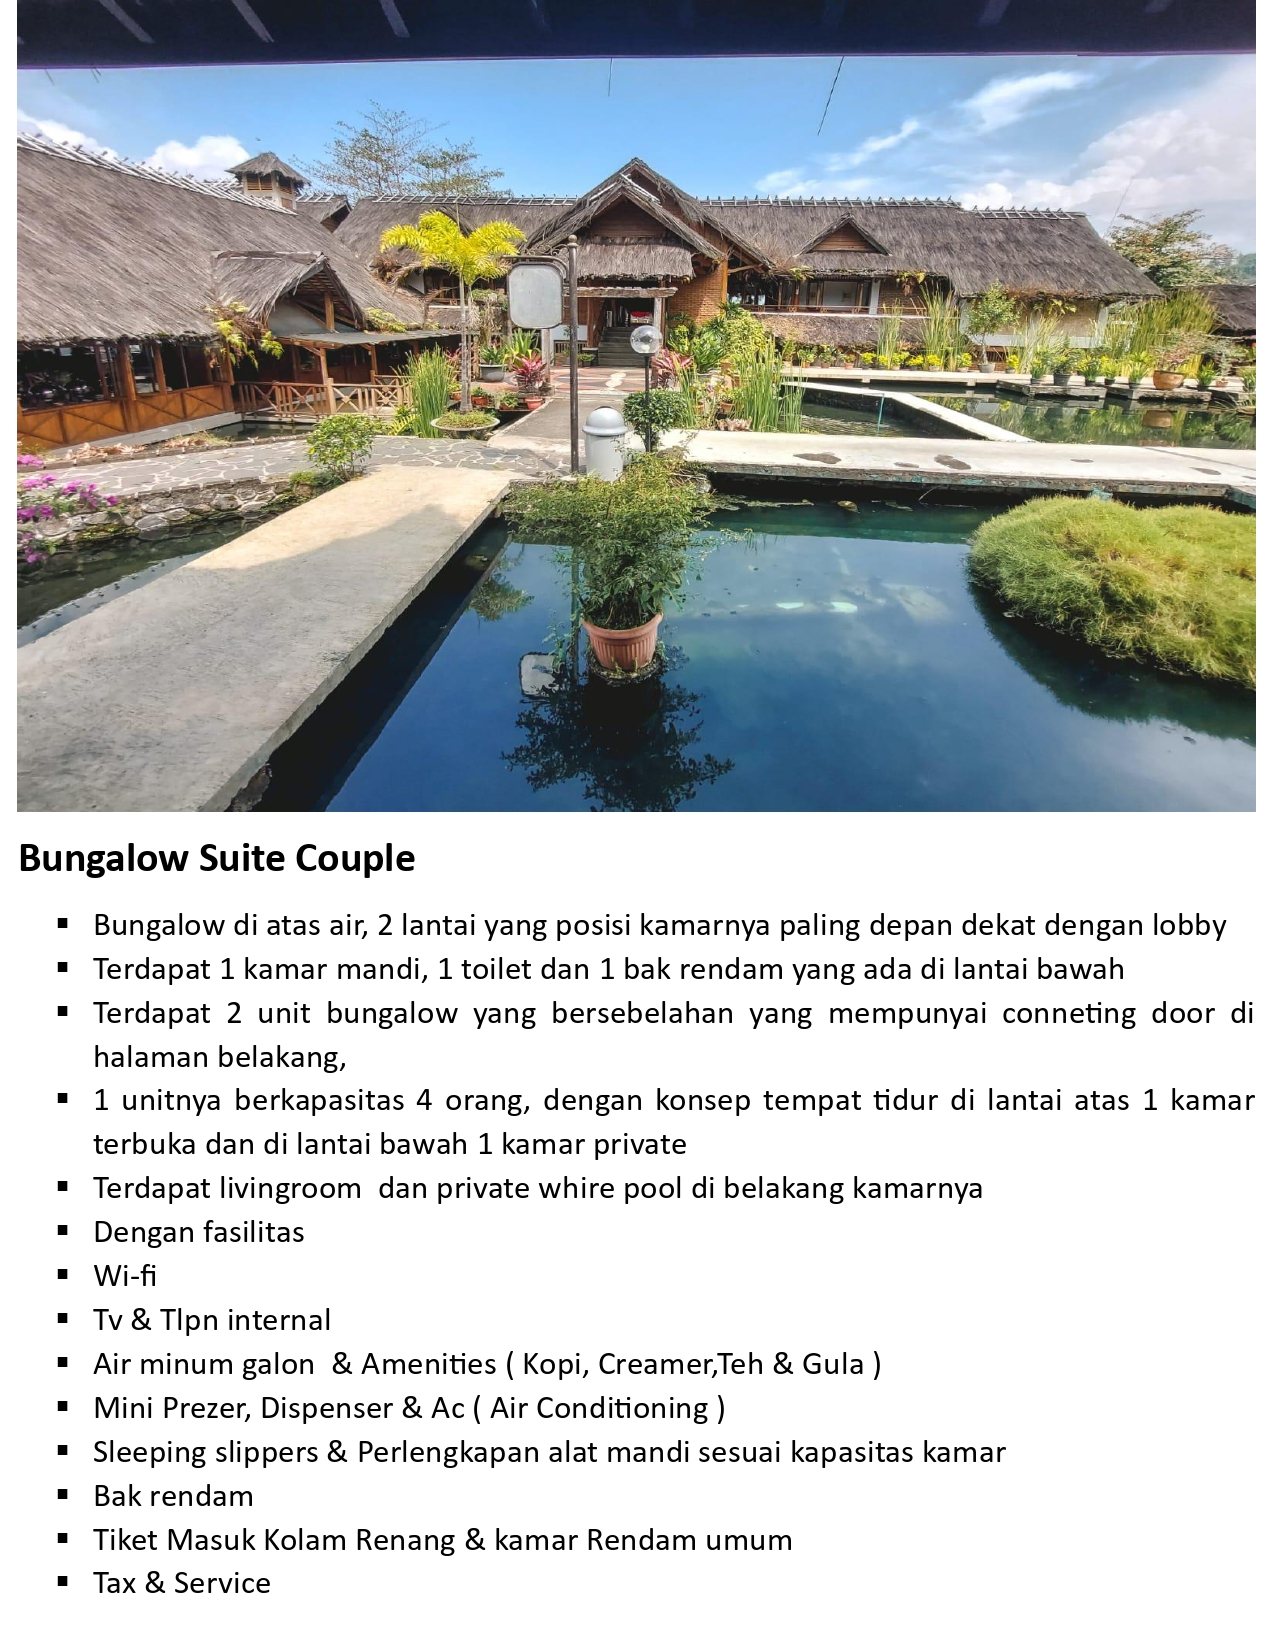 Bungalow Suite Couple
▪ Bungalow di atas air, 2 lantai yang posisi kamarnya paling depan dekat dengan lobby
▪ Terdapat 1 kamar mandi, 1 toilet dan 1 bak rendam yang ada di lantai bawah
▪ Terdapat 2 unit bungalow yang bersebelahan yang mempunyai conneting door di
halaman belakang,
▪ 1 unitnya berkapasitas 4 orang, dengan konsep tempat tidur di lantai atas 1 kamar
terbuka dan di lantai bawah 1 kamar private
▪ Terdapat livingroom  dan private whire pool di belakang kamarnya
▪ Dengan fasilitas
▪ Wi-fi
▪ Tv & Tlpn internal
▪ Air minum galon  & Amenities ( Kopi, Creamer,Teh & Gula )
▪ Mini Prezer, Dispenser & Ac ( Air Conditioning )
▪ Sleeping slippers & Perlengkapan alat mandi sesuai kapasitas kamar
▪ Bak rendam
▪ Tiket Masuk Kolam Renang & kamar Rendam umum
▪ Tax & Service